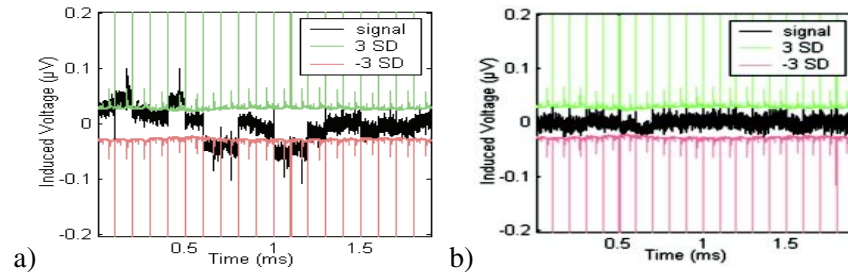 a)
Induced Voltage (µV)
0.2
0.1
0
-0.1
-0.2
signal
3 SD
-3 SD
0.5
1
1.5
Time (ms)
b)
Induced Voltage (µV)
0.2
0.1
0
-0.1
-0.2
signal
3 SD
-3 SD
0.5
1
1.5
Time (ms)